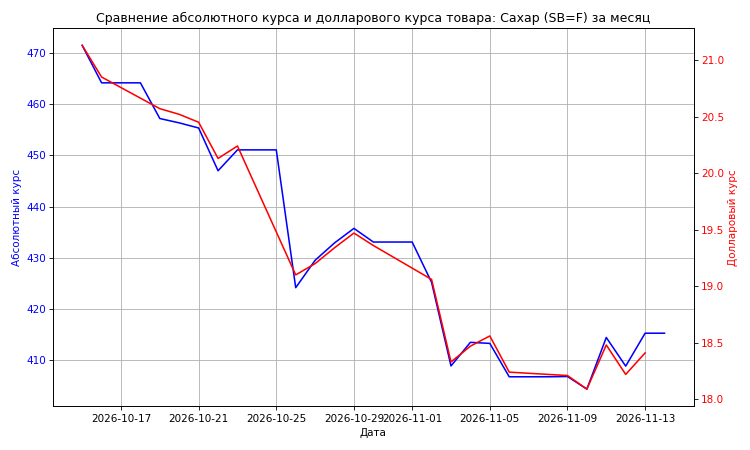 Сравнение абсолютного курса и долларового курса товара: Сахар (SB=F) за месяц
470
460
450
440
430
420
410
Абсолютный курс
21.0
20.5
20.0
19.5
19.0
18.5
18.0
Долларовый курс
2026-10-17 2026-10-21 2026-10-25 2026-10-29 2026-11-01 2026-11-05 2026-11-09 2026-11-13
Дата